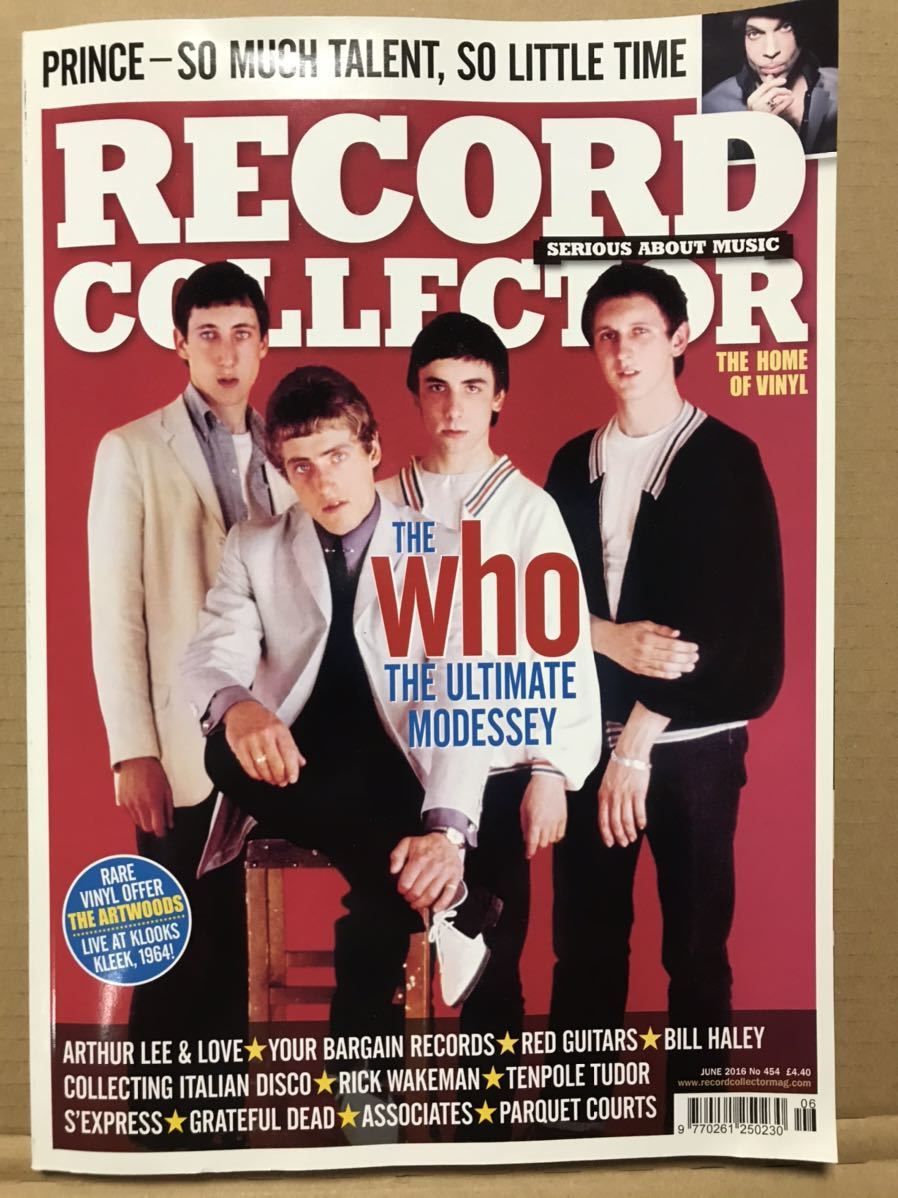 PRINCE – SO MUCH TALENT, SO LITTLE TIME
RECORD
SERIOUS ABOUT MUSIC
COLLECTOR
THE HOME
OF VINYL
THE
who
THE ULTIMATE
MODESSEY
RARE
VINYL OFFER
THE ARTWOODS
LIVE AT KLOOKS
KLEEK, 1964!
ARTHUR LEE & LOVE★YOUR BARGAIN RECORDS★RED GUITARS★BILL HALEY
COLLECTING ITALIAN DISCO★RICK WAKEMAN★TENPOLE TUDOR
S'EXPRESS★GRATEFUL DEAD★ASSOCIATES★PARQUET COURTS
JUNE 2016 No 454 £4.40
www.recordcollectormag.com
06
9 770261 250230